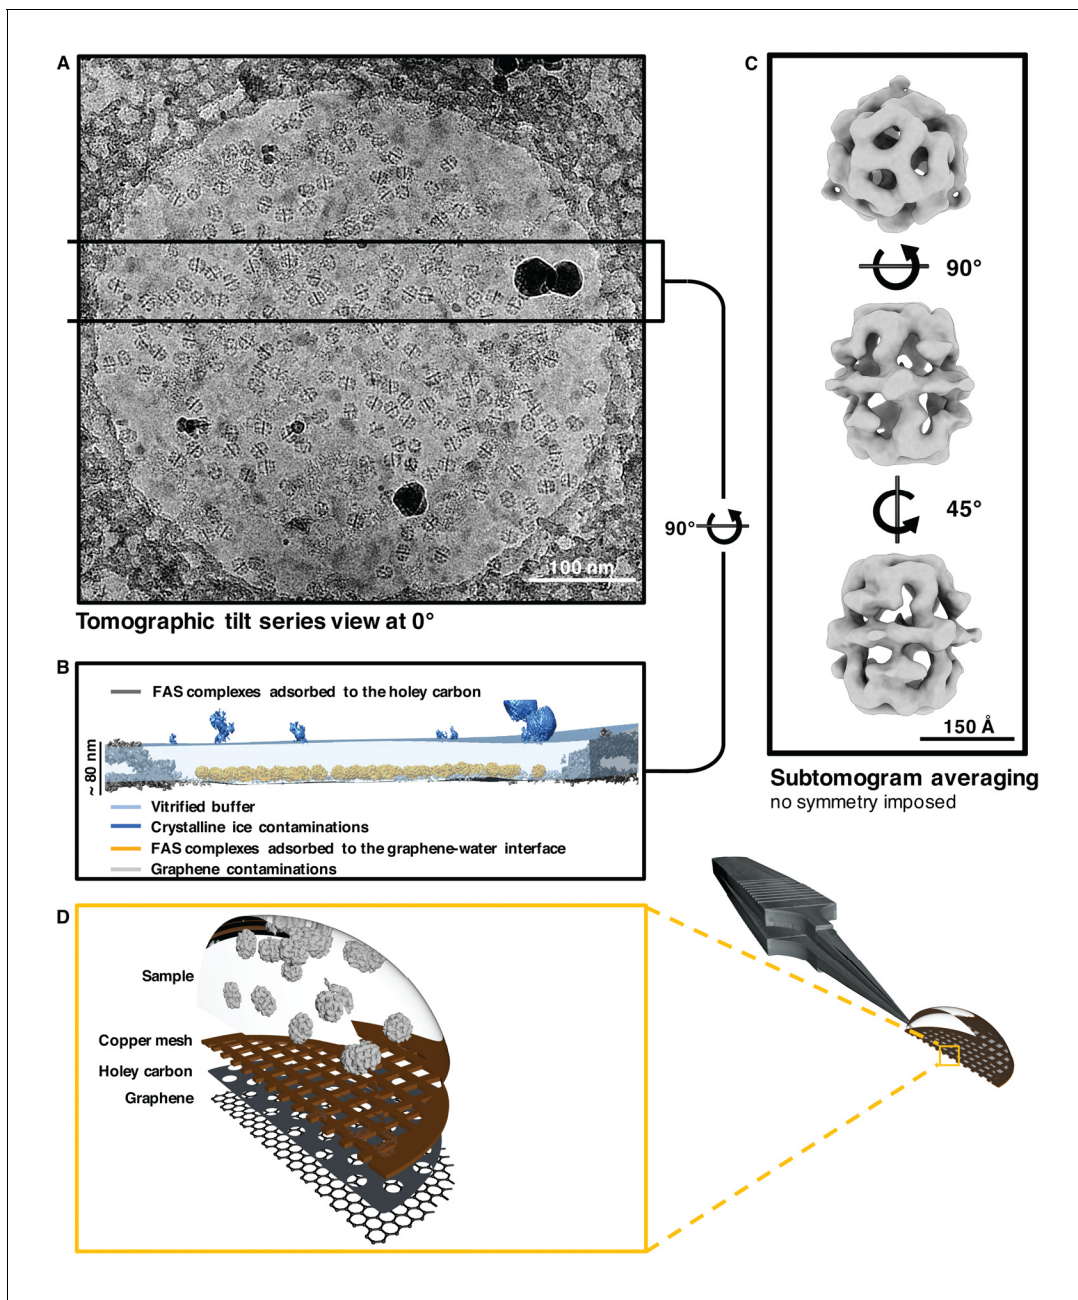 A
100 nm
Tomographic tilt series view at 0°
B
FAS complexes adsorbed to the holey carbon
~ 80 nm
Vitrified buffer
Crystalline ice contaminations
FAS complexes adsorbed to the graphene-water interface
Graphene contaminations
90°
C
90°
45°
150 Å
Subtomogram averaging
no symmetry imposed
D
Sample
Copper mesh
Holey carbon
Graphene